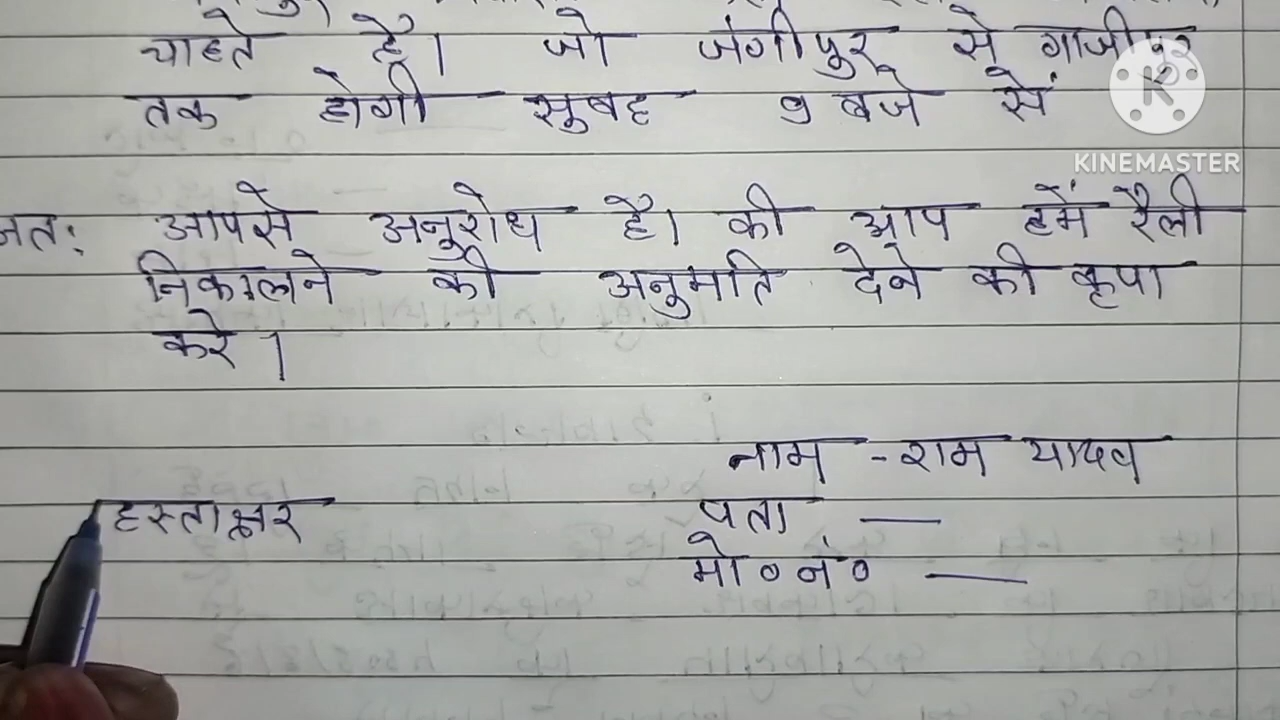 चाहते है। जो जंगीपुर से गाजीपुर
तक होगी सुबह 9 बजे सें
KINEMASTER
अतः आपसे अनुरोध है। की आप हमें रैली
निकालने की अनुमति देने की कृपा
करे।
नाम - राम यादव
हस्ताक्षर
पता —
मो०नं० —